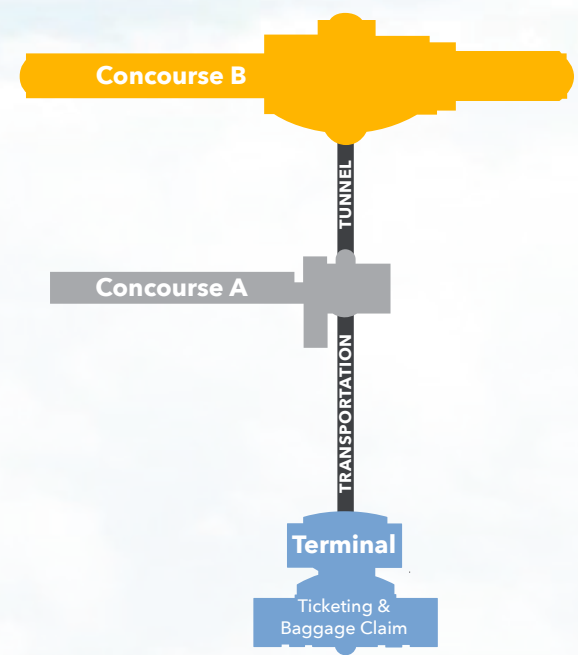 Concourse B
TUNNEL
Concourse A
TRANSPORTATION
Terminal
Ticketing &
Baggage Claim